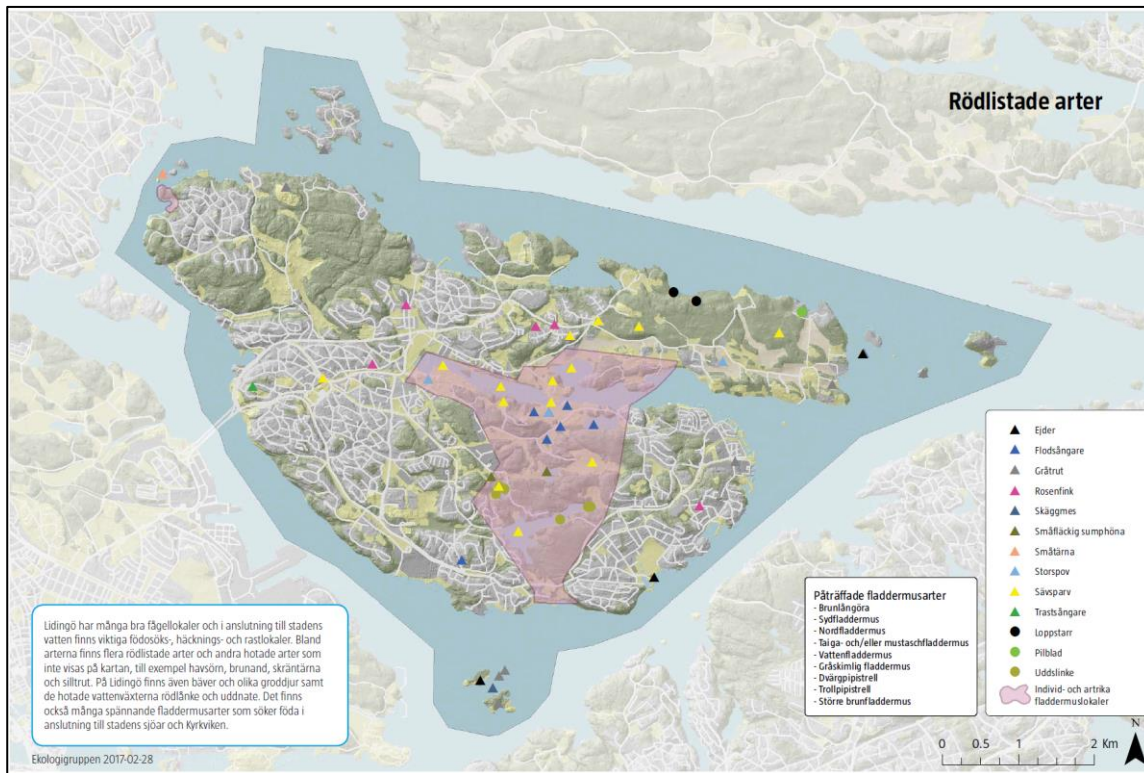 Rödlistade arter
Ejder
Flodsångare
Gråtrut
Rosenfink
Skäggmes
Småfläckig sumphöna
Småtärna
Storspov
Sävsparv
Trastsångare
Loppstarr
Pilblad
Uddslinke
Individ- och artrika
fladdermuslokaler
Påträffade fladdermusarter
- Brunlångöra
- Sydfladdermus
- Nordfladdermus
- Taiga- och/eller mustaschfladdermus
- Vattenfladdermus
- Gråskimlig fladdermus
- Dvärgpipistrell
- Trollpipistrell
- Större brunfladdermus
Lidingö har många bra fågellokaler och i anslutning till stadens
vatten finns viktiga födosöks-, häcknings- och rastlokaler. Bland
arterna finns flera rödlistade arter och andra hotade arter som
inte visas på kartan, till exempel havsörn, brunand, skräntärna
och silltrut. På Lidingö finns även bäver och olika groddjur samt
de hotade vattenväxterna rödlånke och uddnate. Det finns
också många spännande fladdermusarter som söker föda i
anslutning till stadens sjöar och Kyrkviken.
Ekologigruppen 2017-02-28
0 0.5 1 2 Km
N